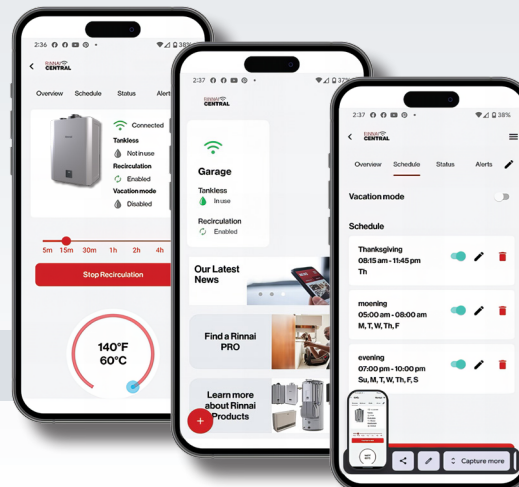 2:36
38%
RINNAI
CENTRAL
Overview Schedule Status Alert
Connected
Tankless
Not in use
Recirculation
Enabled
Vacation mode
Disabled
5m 15m 30m 1h 2h 4h
Stop Recirculation
140°F
60°C
2:37
37%
RINNAI
CENTRAL
Garage
Tankless
In use
Recirculation
Enabled
Our Latest
News
Find a Rinnai
PRO
Learn more
about Rinnai
Products
+
2:37
38%
RINNAI
CENTRAL
Overview Schedule Status Alerts
Vacation mode
Schedule
Thanksgiving
08:15 am - 11:45 pm
Th
moening
05:00 am - 08:00 am
M, T, W, Th, F
evening
07:00 pm - 10:00 pm
Su, M, T, W, Th, F, S
Capture more